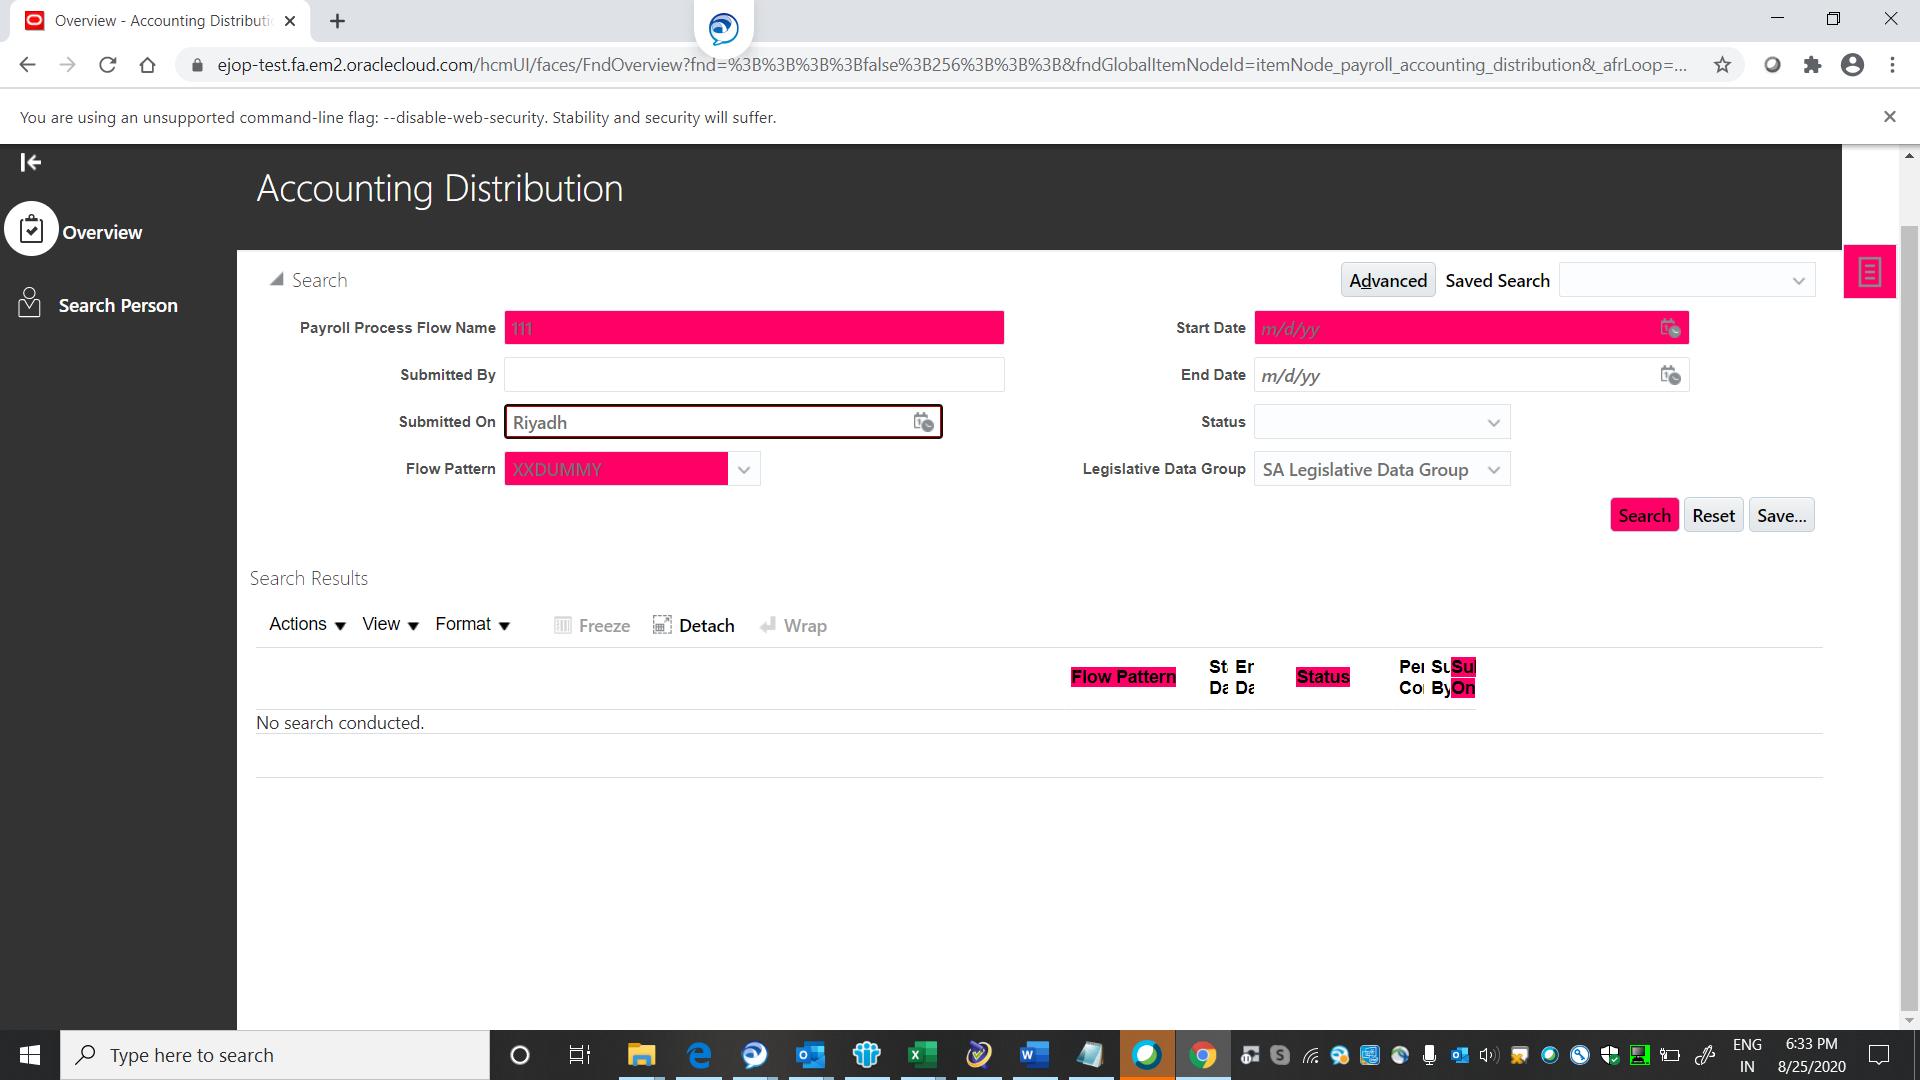 Overview - Accounting Distributi
ejop-test.fa.em2.oraclecloud.com/hcmUI/faces/FndOverview?fnd=%3B%3B%3B%3Bfalse%3B256%3B%3B%3B&fndGlobalItemNodeId=itemNode_payroll_accounting_distribution&_afrLoop=...
You are using an unsupported command-line flag: --disable-web-security. Stability and security will suffer.
Accounting Distribution
Overview
Search Person
Search
Advanced Saved Search
Payroll Process Flow Name 111 Start Date m/d/yy
Submitted By End Date m/d/yy
Submitted On Riyadh Status
Flow Pattern XXDUMMY Legislative Data Group SA Legislative Data Group
Search Reset Save...
Search Results
Actions View Format Freeze Detach Wrap
Flow Pattern St En Status Per Su Sul
Da Da Co By On
No search conducted.
Type here to search
ENG 6:33 PM
IN 8/25/2020